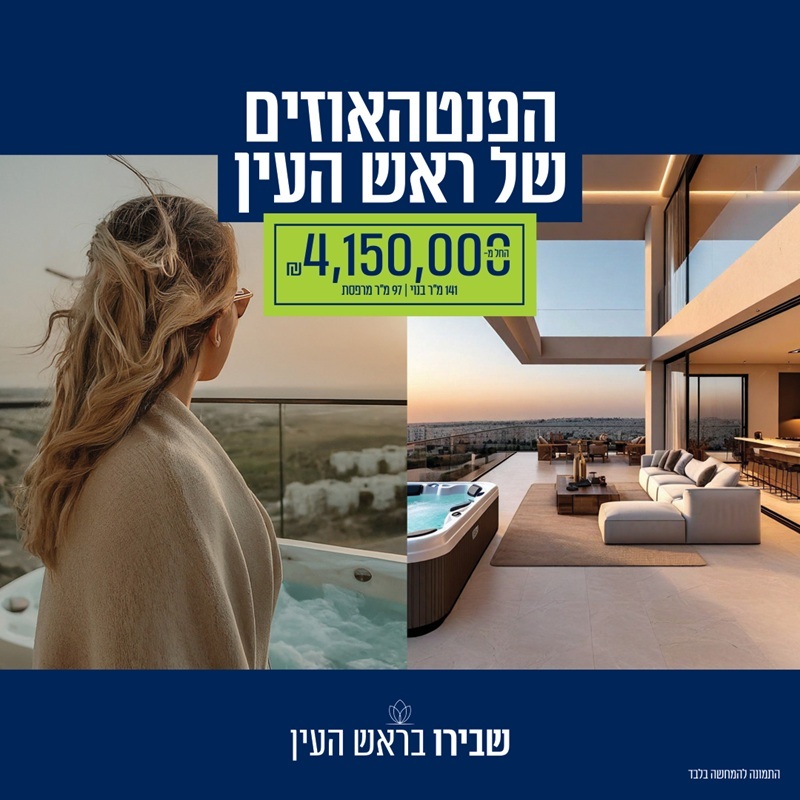 הפנטהאוזים
של ראש העין
החל מ- 4,150,000 ₪
141 מ"ר בנוי | 97 מ"ר מרפסת
שבירו בראש העין
התמונה להמחשה בלבד